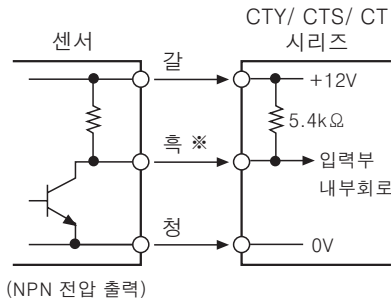 센서
CTY/ CTS/ CT
시리즈
갈
+12V
5.4kΩ
흑 ※
입력부
내부회로
청
0V
(NPN 전압 출력)